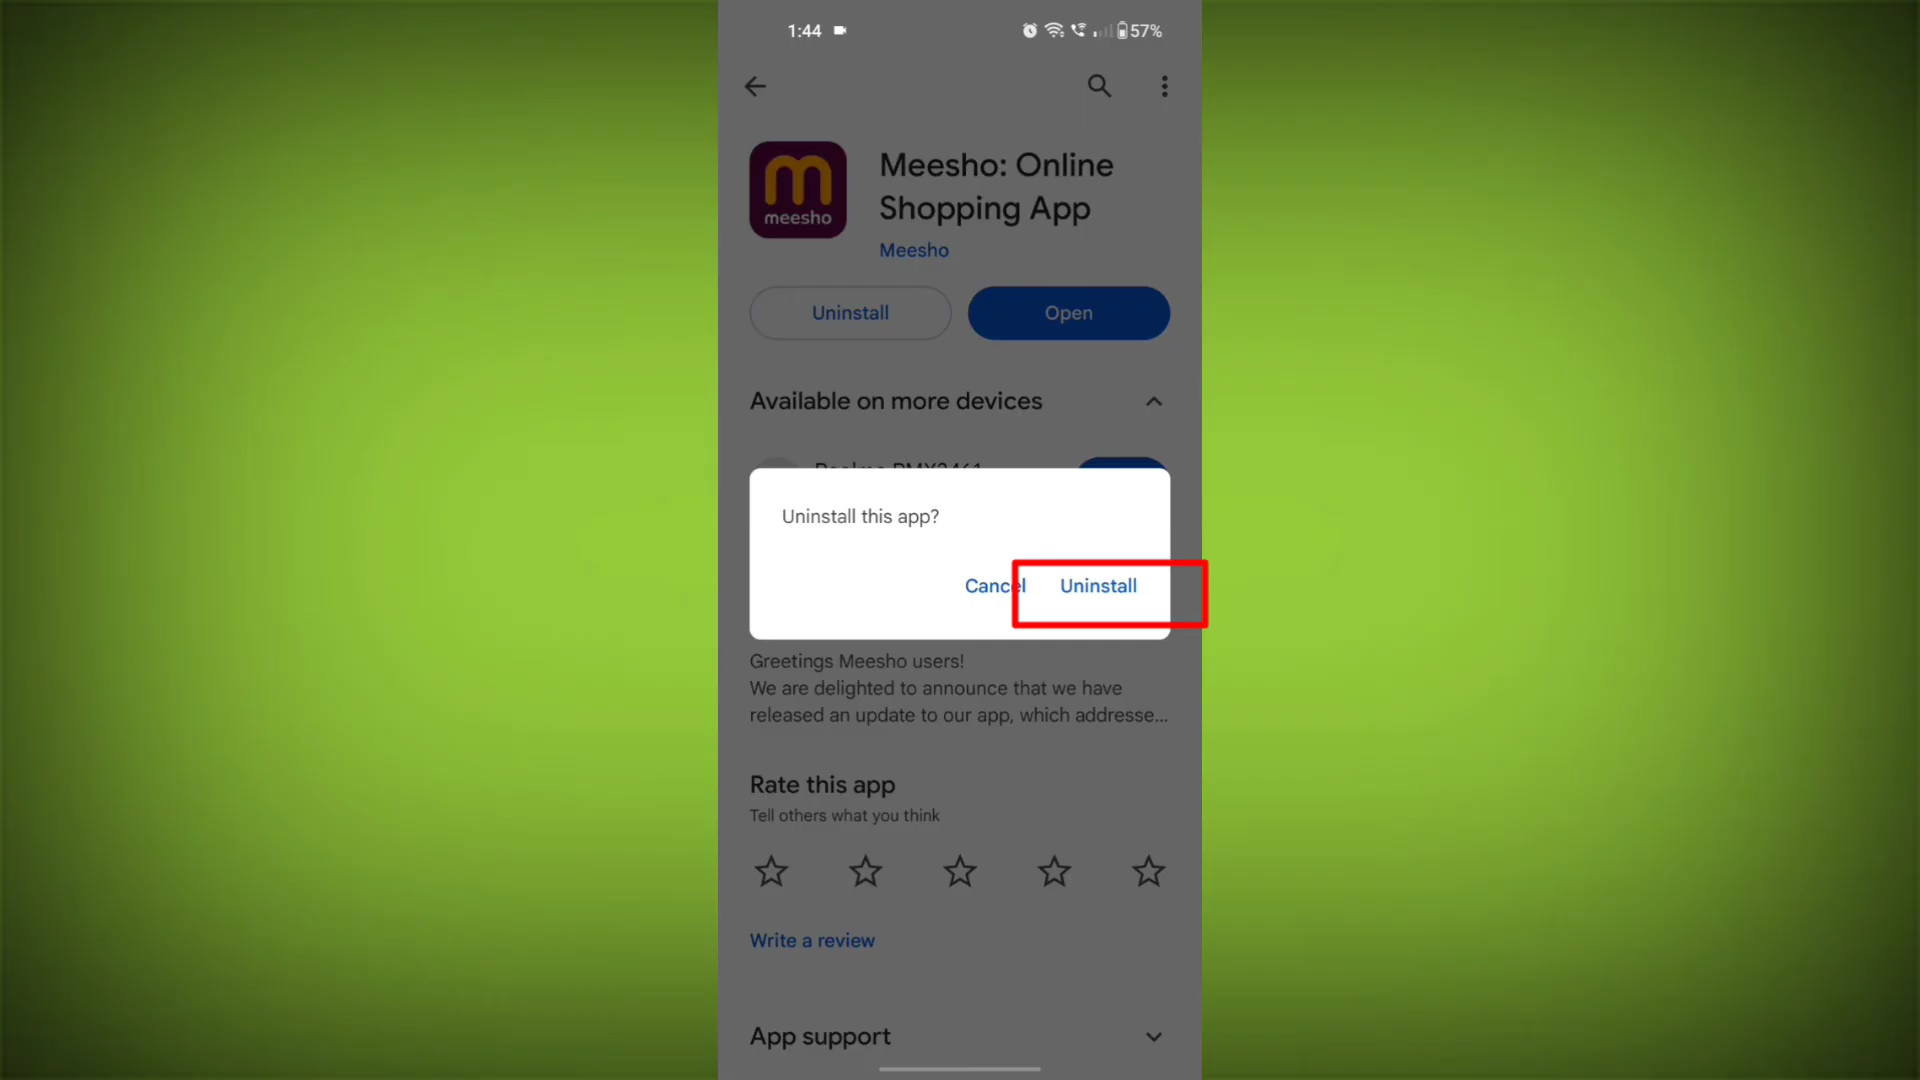 1:44
57%
meesho
Meesho: Online
Shopping App
Meesho
Uninstall
Open
Available on more devices
Uninstall this app?
Cancel
Uninstall
Greetings Meesho users!
We are delighted to announce that we have
released an update to our app, which addresse...
Rate this app
Tell others what you think
Write a review
App support